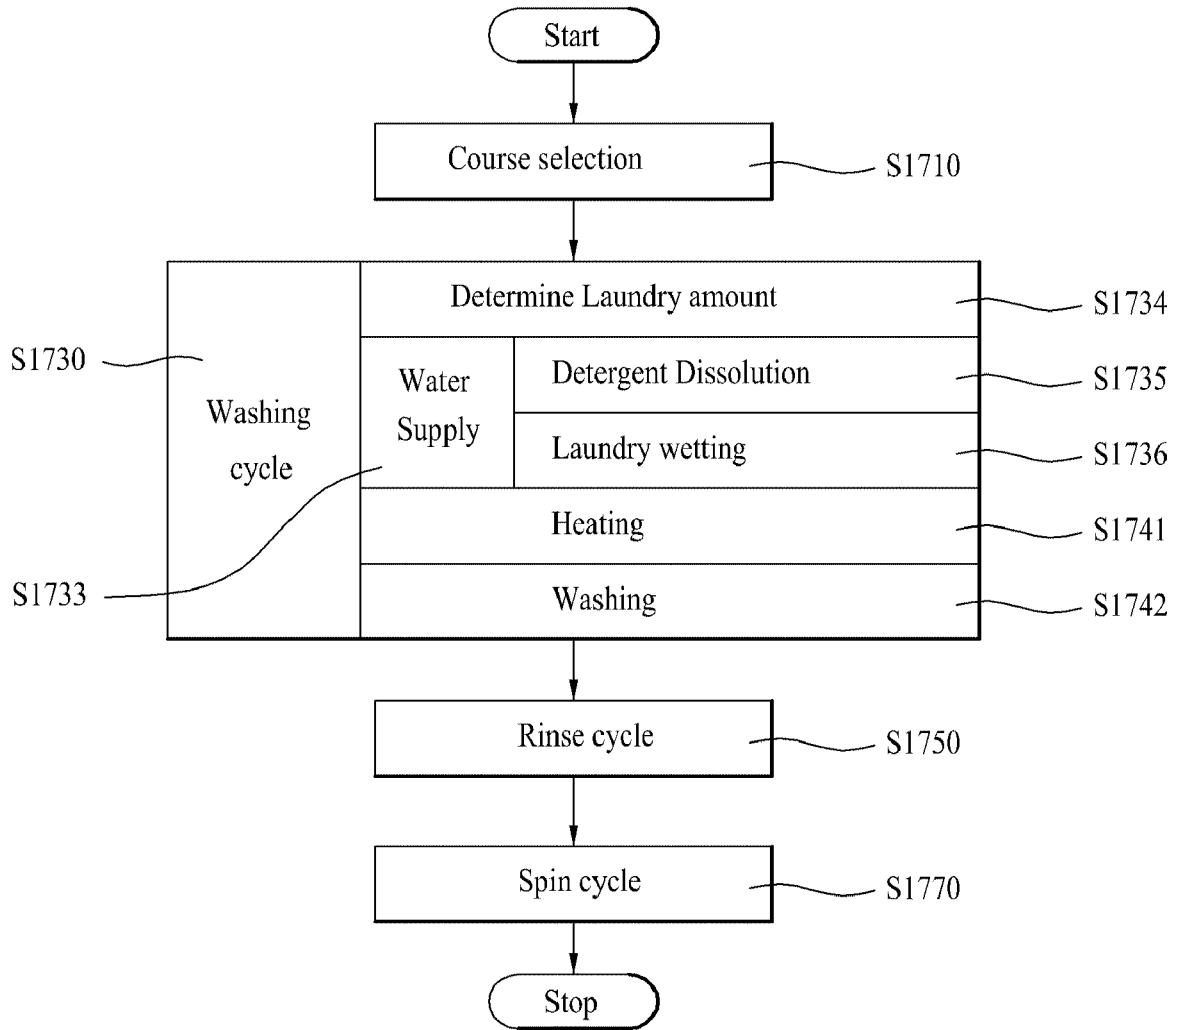 Start
Course selection
S1710
Determine Laundry amount
S1734
S1730
Washing
cycle
Water
Supply
Detergent Dissolution
S1735
Laundry wetting
S1736
Heating
S1741
S1733
Washing
S1742
Rinse cycle
S1750
Spin cycle
S1770
Stop